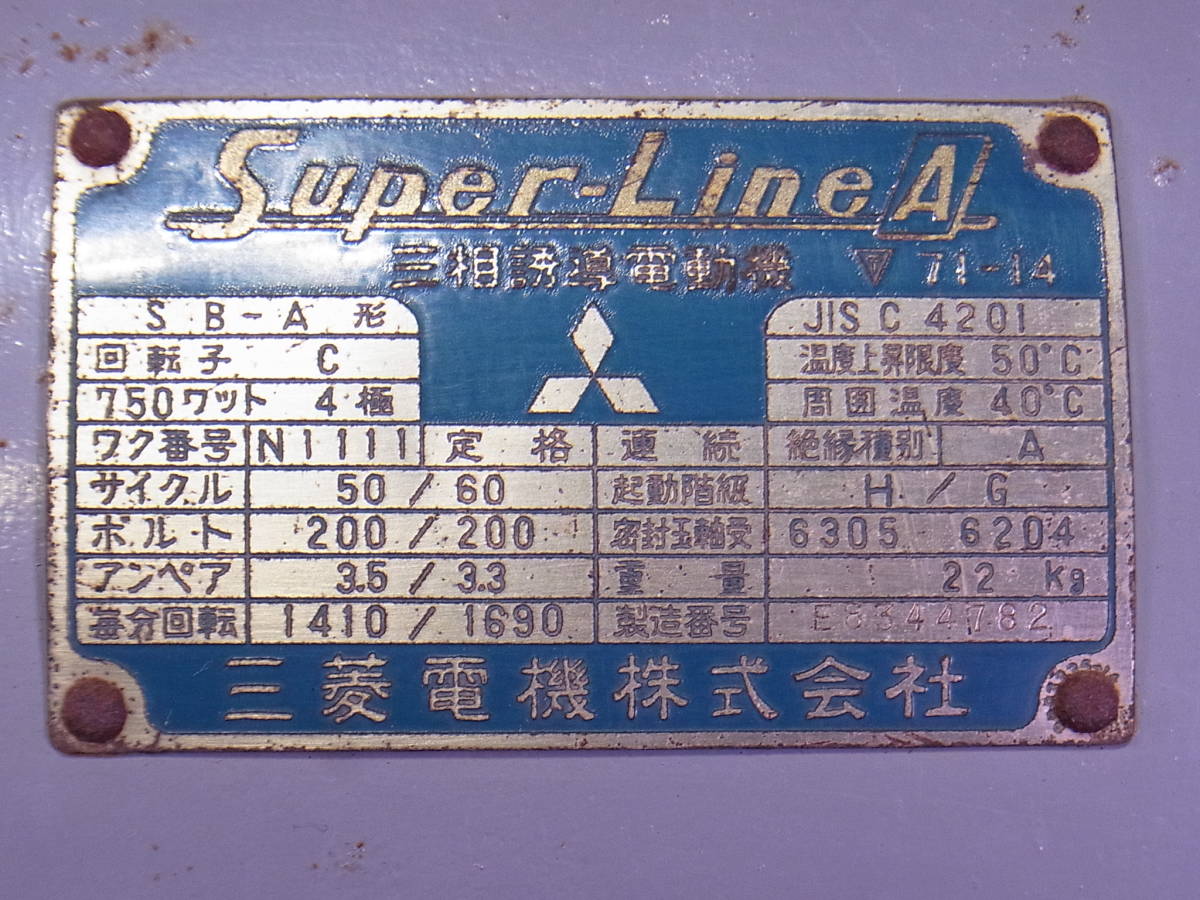 Super-Line A
三相誘導電動機 ▽ 71-14
SB-A 形 JIS C 4201
回転子 C 温度上昇限度 50°C
750ワット 4極 周囲温度 40°C
ワク番号 N1111 定格 連続 絶縁種別 A
サイクル 50 / 60 起動階級 H / G
ボルト 200 / 200 密封玉軸受 6305 6204
アンペア 3.5 / 3.3 重量 22 kg
毎分回転 1410 / 1690 製造番号 E8344782
三菱電機株式会社